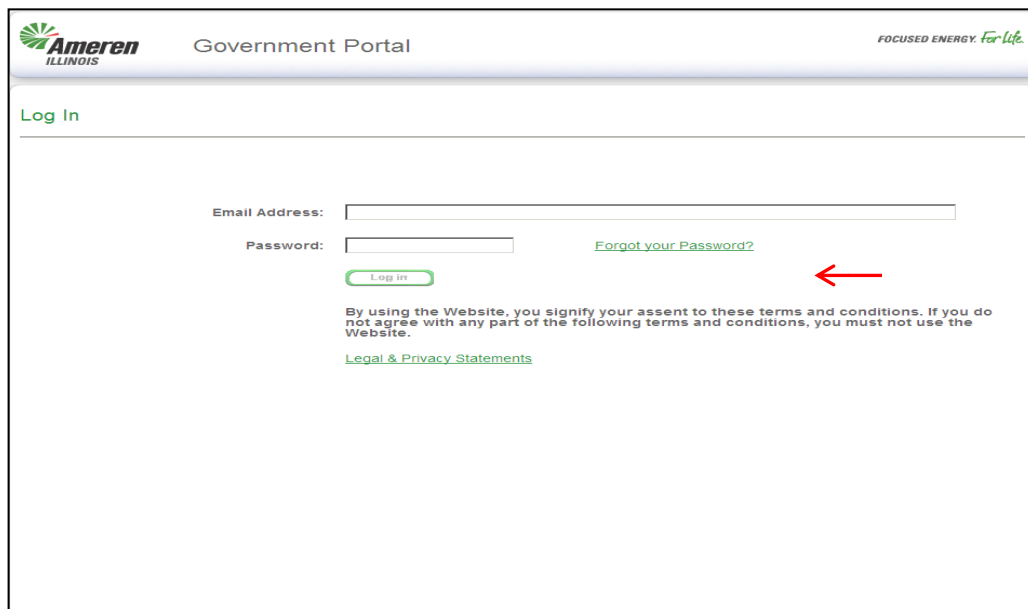 Ameren
ILLINOIS
Government Portal
FOCUSED ENERGY. For Life.
Log In
Email Address:
Password:
Forgot your Password?
Log in
By using the Website, you signify your assent to these terms and conditions. If you do
not agree with any part of the following terms and conditions, you must not use the
Website.
Legal & Privacy Statements